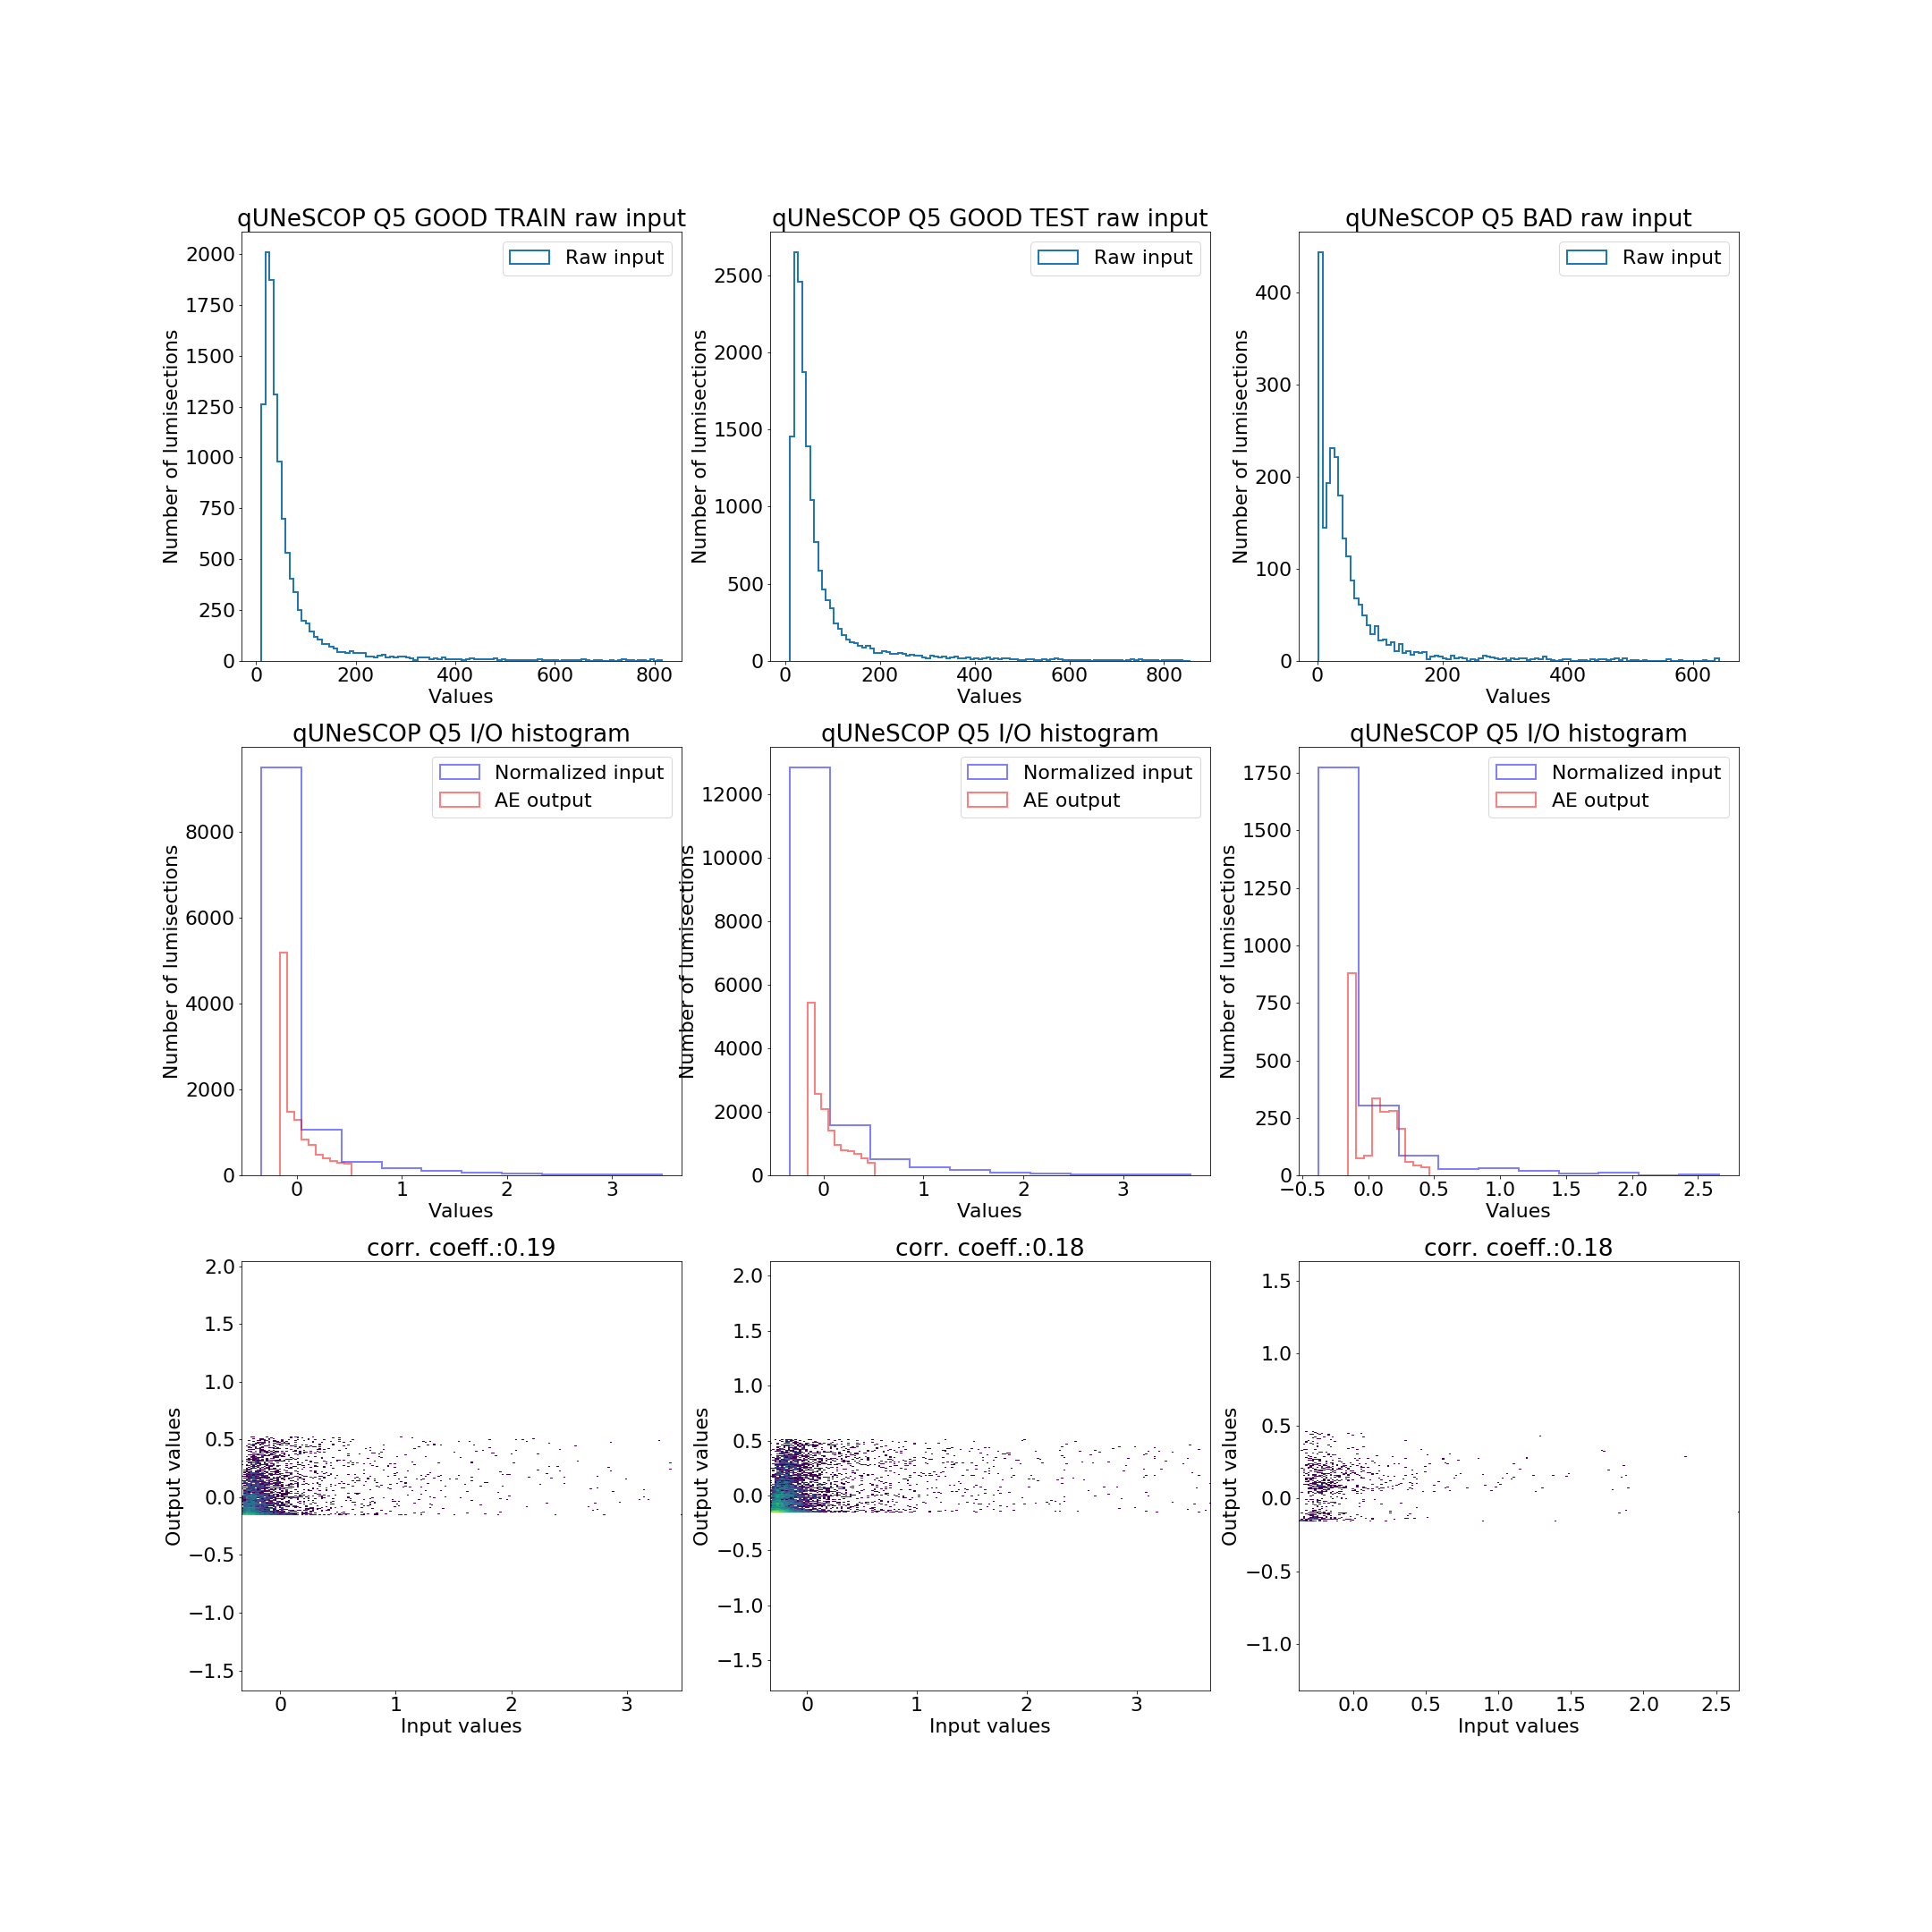 qUNeSCOP Q5 GOOD TRAIN raw input
Raw input
Number of lumisections
2000
1750
1500
1250
1000
750
500
250
0
0 200 400 600 800
Values
qUNeSCOP Q5 GOOD TEST raw input
Raw input
Number of lumisections
2500
2000
1500
1000
500
0
0 200 400 600 800
Values
qUNeSCOP Q5 BAD raw input
Raw input
Number of lumisections
400
300
200
100
0
0 200 400 600
Values
qUNeSCOP Q5 I/O histogram
Normalized input
AE output
Number of lumisections
8000
6000
4000
2000
0
0 1 2 3
Values
qUNeSCOP Q5 I/O histogram
Normalized input
AE output
Number of lumisections
12000
10000
8000
6000
4000
2000
0
0 1 2 3
Values
qUNeSCOP Q5 I/O histogram
Normalized input
AE output
Number of lumisections
1750
1500
1250
1000
750
500
250
0
−0.5 0.0 0.5 1.0 1.5 2.0 2.5
Values
corr. coeff.:0.19
Output values
2.0
1.5
1.0
0.5
0.0
−0.5
−1.0
−1.5
0 1 2 3
Input values
corr. coeff.:0.18
Output values
2.0
1.5
1.0
0.5
0.0
−0.5
−1.0
−1.5
0 1 2 3
Input values
corr. coeff.:0.18
Output values
1.5
1.0
0.5
0.0
−0.5
−1.0
0.0 0.5 1.0 1.5 2.0 2.5
Input values